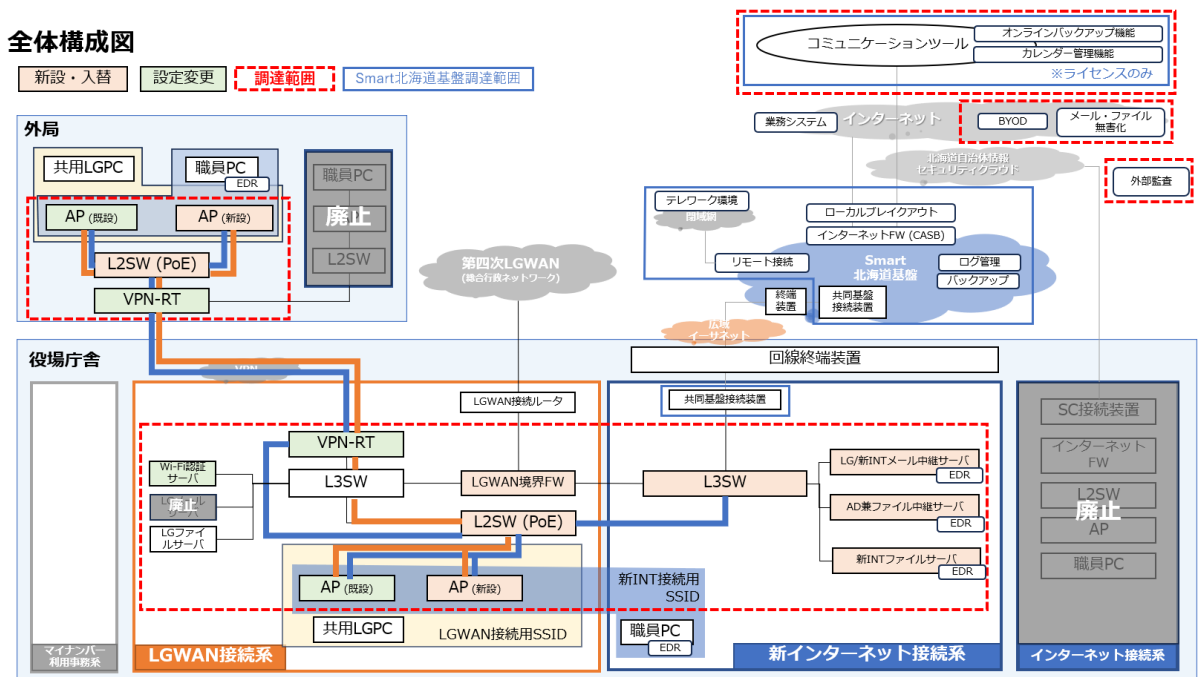 全体構成図
新設・入替
設定変更
調達範囲
Smart北海道基盤調達範囲
コミュニケーションツール
オンラインバックアップ機能
カレンダー管理機能
※ライセンスのみ
業務システム
インターネット
BYOD
メール・ファイル
無害化
北海道自治体情報
セキュリティクラウド
外部監査
外局
共用LGPC
職員PC
EDR
AP (既設)
AP (新設)
L2SW (PoE)
VPN-RT
職員PC
廃止
L2SW
第四次LGWAN
(総合行政ネットワーク)
テレワーク環境
閉域網
リモート接続
ローカルブレイクアウト
インターネットFW (CASB)
Smart
北海道基盤
ログ管理
バックアップ
終端
装置
共同基盤
接続装置
広域
イーサネット
役場庁舎
VPN
回線終端装置
LGWAN接続ルータ
共同基盤接続装置
VPN-RT
L3SW
Wi-Fi認証
サーバ
廃止
LGファイ
ルサーバ
LGWAN境界FW
L2SW (PoE)
L3SW
LG/新INTメール中継サーバ
EDR
AD兼ファイル中継サーバ
EDR
新INTファイルサーバ
EDR
AP (既設)
AP (新設)
新INT接続用
SSID
共用LGPC
LGWAN接続用SSID
職員PC
EDR
SC接続装置
インターネット
FW
L2SW
廃止
AP
職員PC
マイナンバー
利用事務系
LGWAN接続系
新インターネット接続系
インターネット接続系